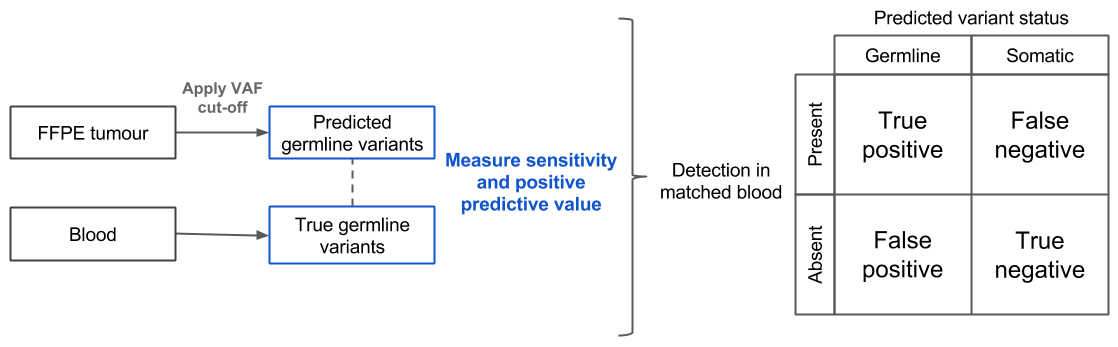 Apply VAF
cut-off
FFPE tumour
Predicted
germline variants
Blood
True germline
variants
Measure sensitivity
and positive
predictive value
Detection in
matched blood
Predicted variant status
Germline
Somatic
Present
True
positive
False
negative
Absent
False
positive
True
negative